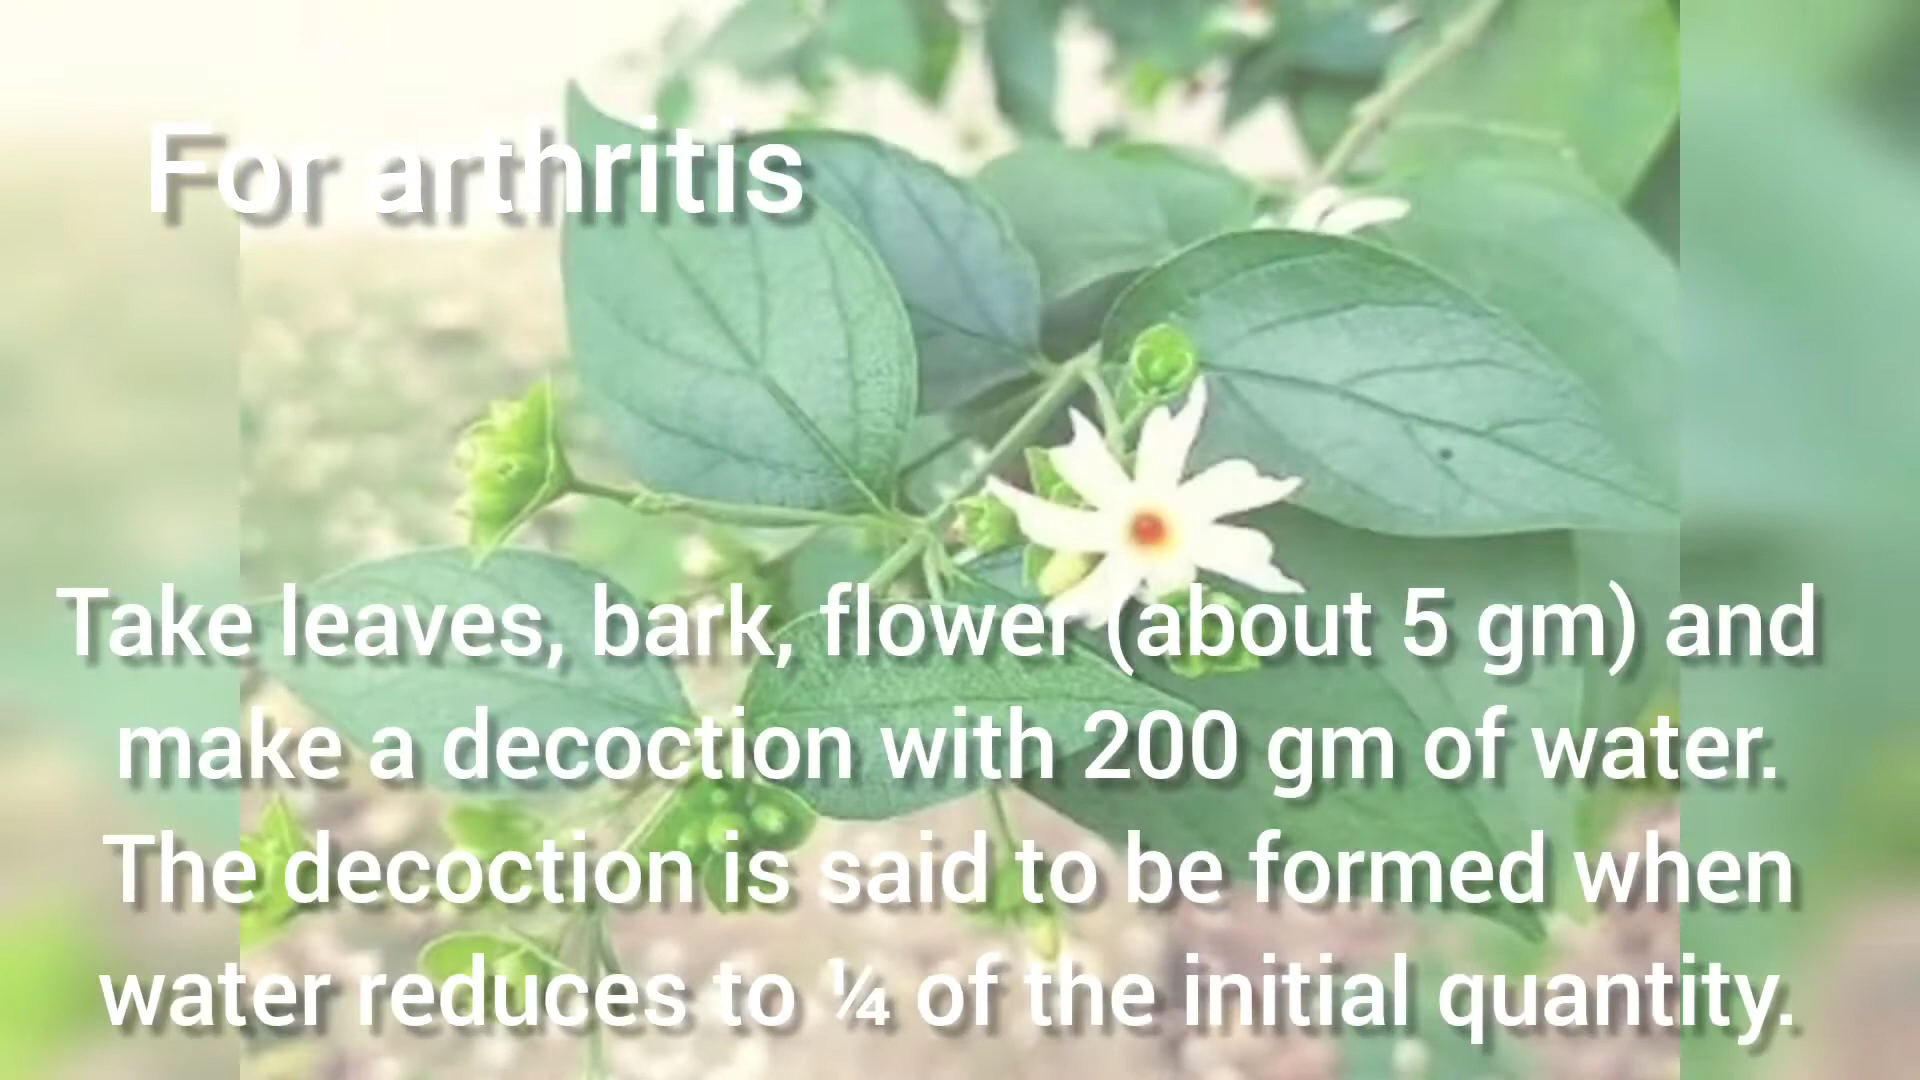 For arthritis
Take leaves, bark, flower (about 5 gm) and
make a decoction with 200 gm of water.
The decoction is said to be formed when
water reduces to ¼ of the initial quantity.